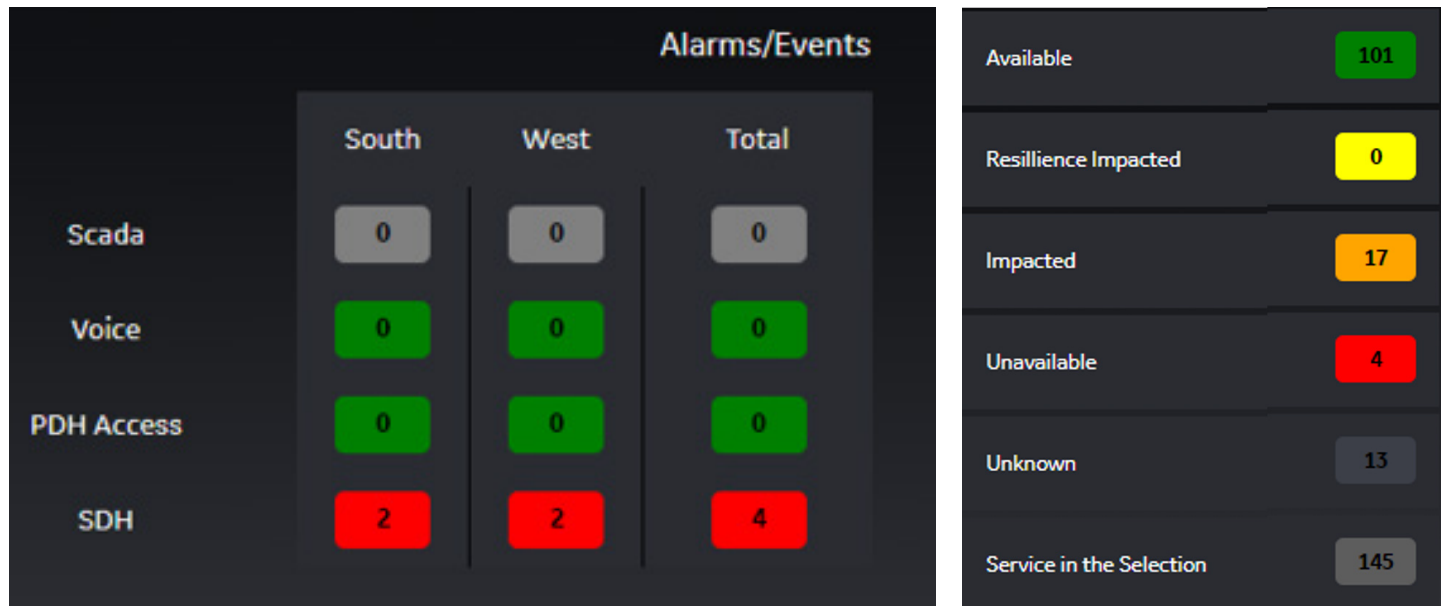 Alarms/Events
South West Total
Scada 0 0 0
Voice 0 0 0
PDH Access 0 0 0
SDH 2 2 4
Available 101
Resillience Impacted 0
Impacted 17
Unavailable 4
Unknown 13
Service in the Selection 145